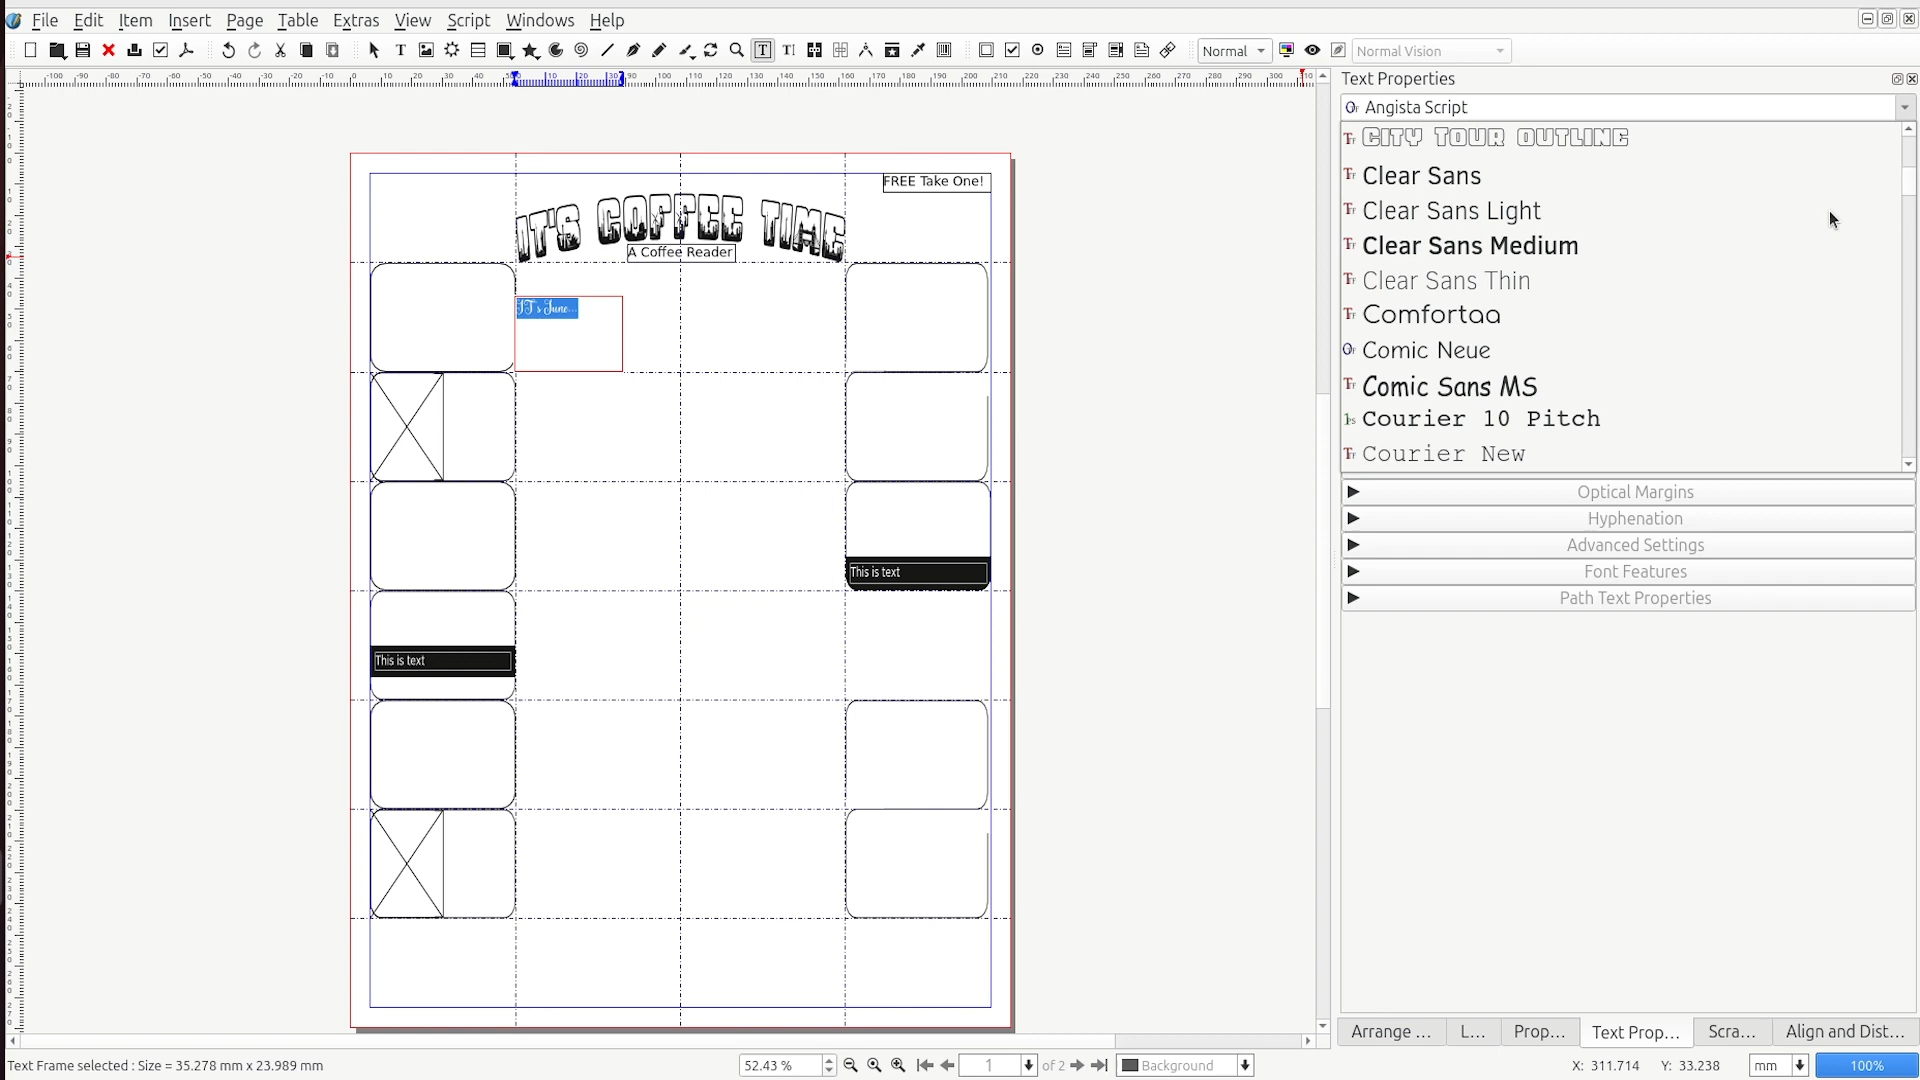 File Edit Item Insert Page Table Extras View Script Windows Help
Normal
Normal Vision
Text Properties
Angista Script
CITY TOUR OUTLINE
Clear Sans
Clear Sans Light
Clear Sans Medium
Clear Sans Thin
Comfortaa
Comic Neue
Comic Sans MS
Courier 10 Pitch
Courier New
Optical Margins
Hyphenation
Advanced Settings
Font Features
Path Text Properties
FREE Take One!
IT'S COFFEE TIME
A Coffee Reader
IT's June...
This is text
This is text
Arrange ... L... Prop... Text Prop... Scra... Align and Dist...
Text Frame selected : Size = 35.278 mm x 23.989 mm
52.43 %
1 of 2
Background
X: 311.714 Y: 33.238
mm
100%